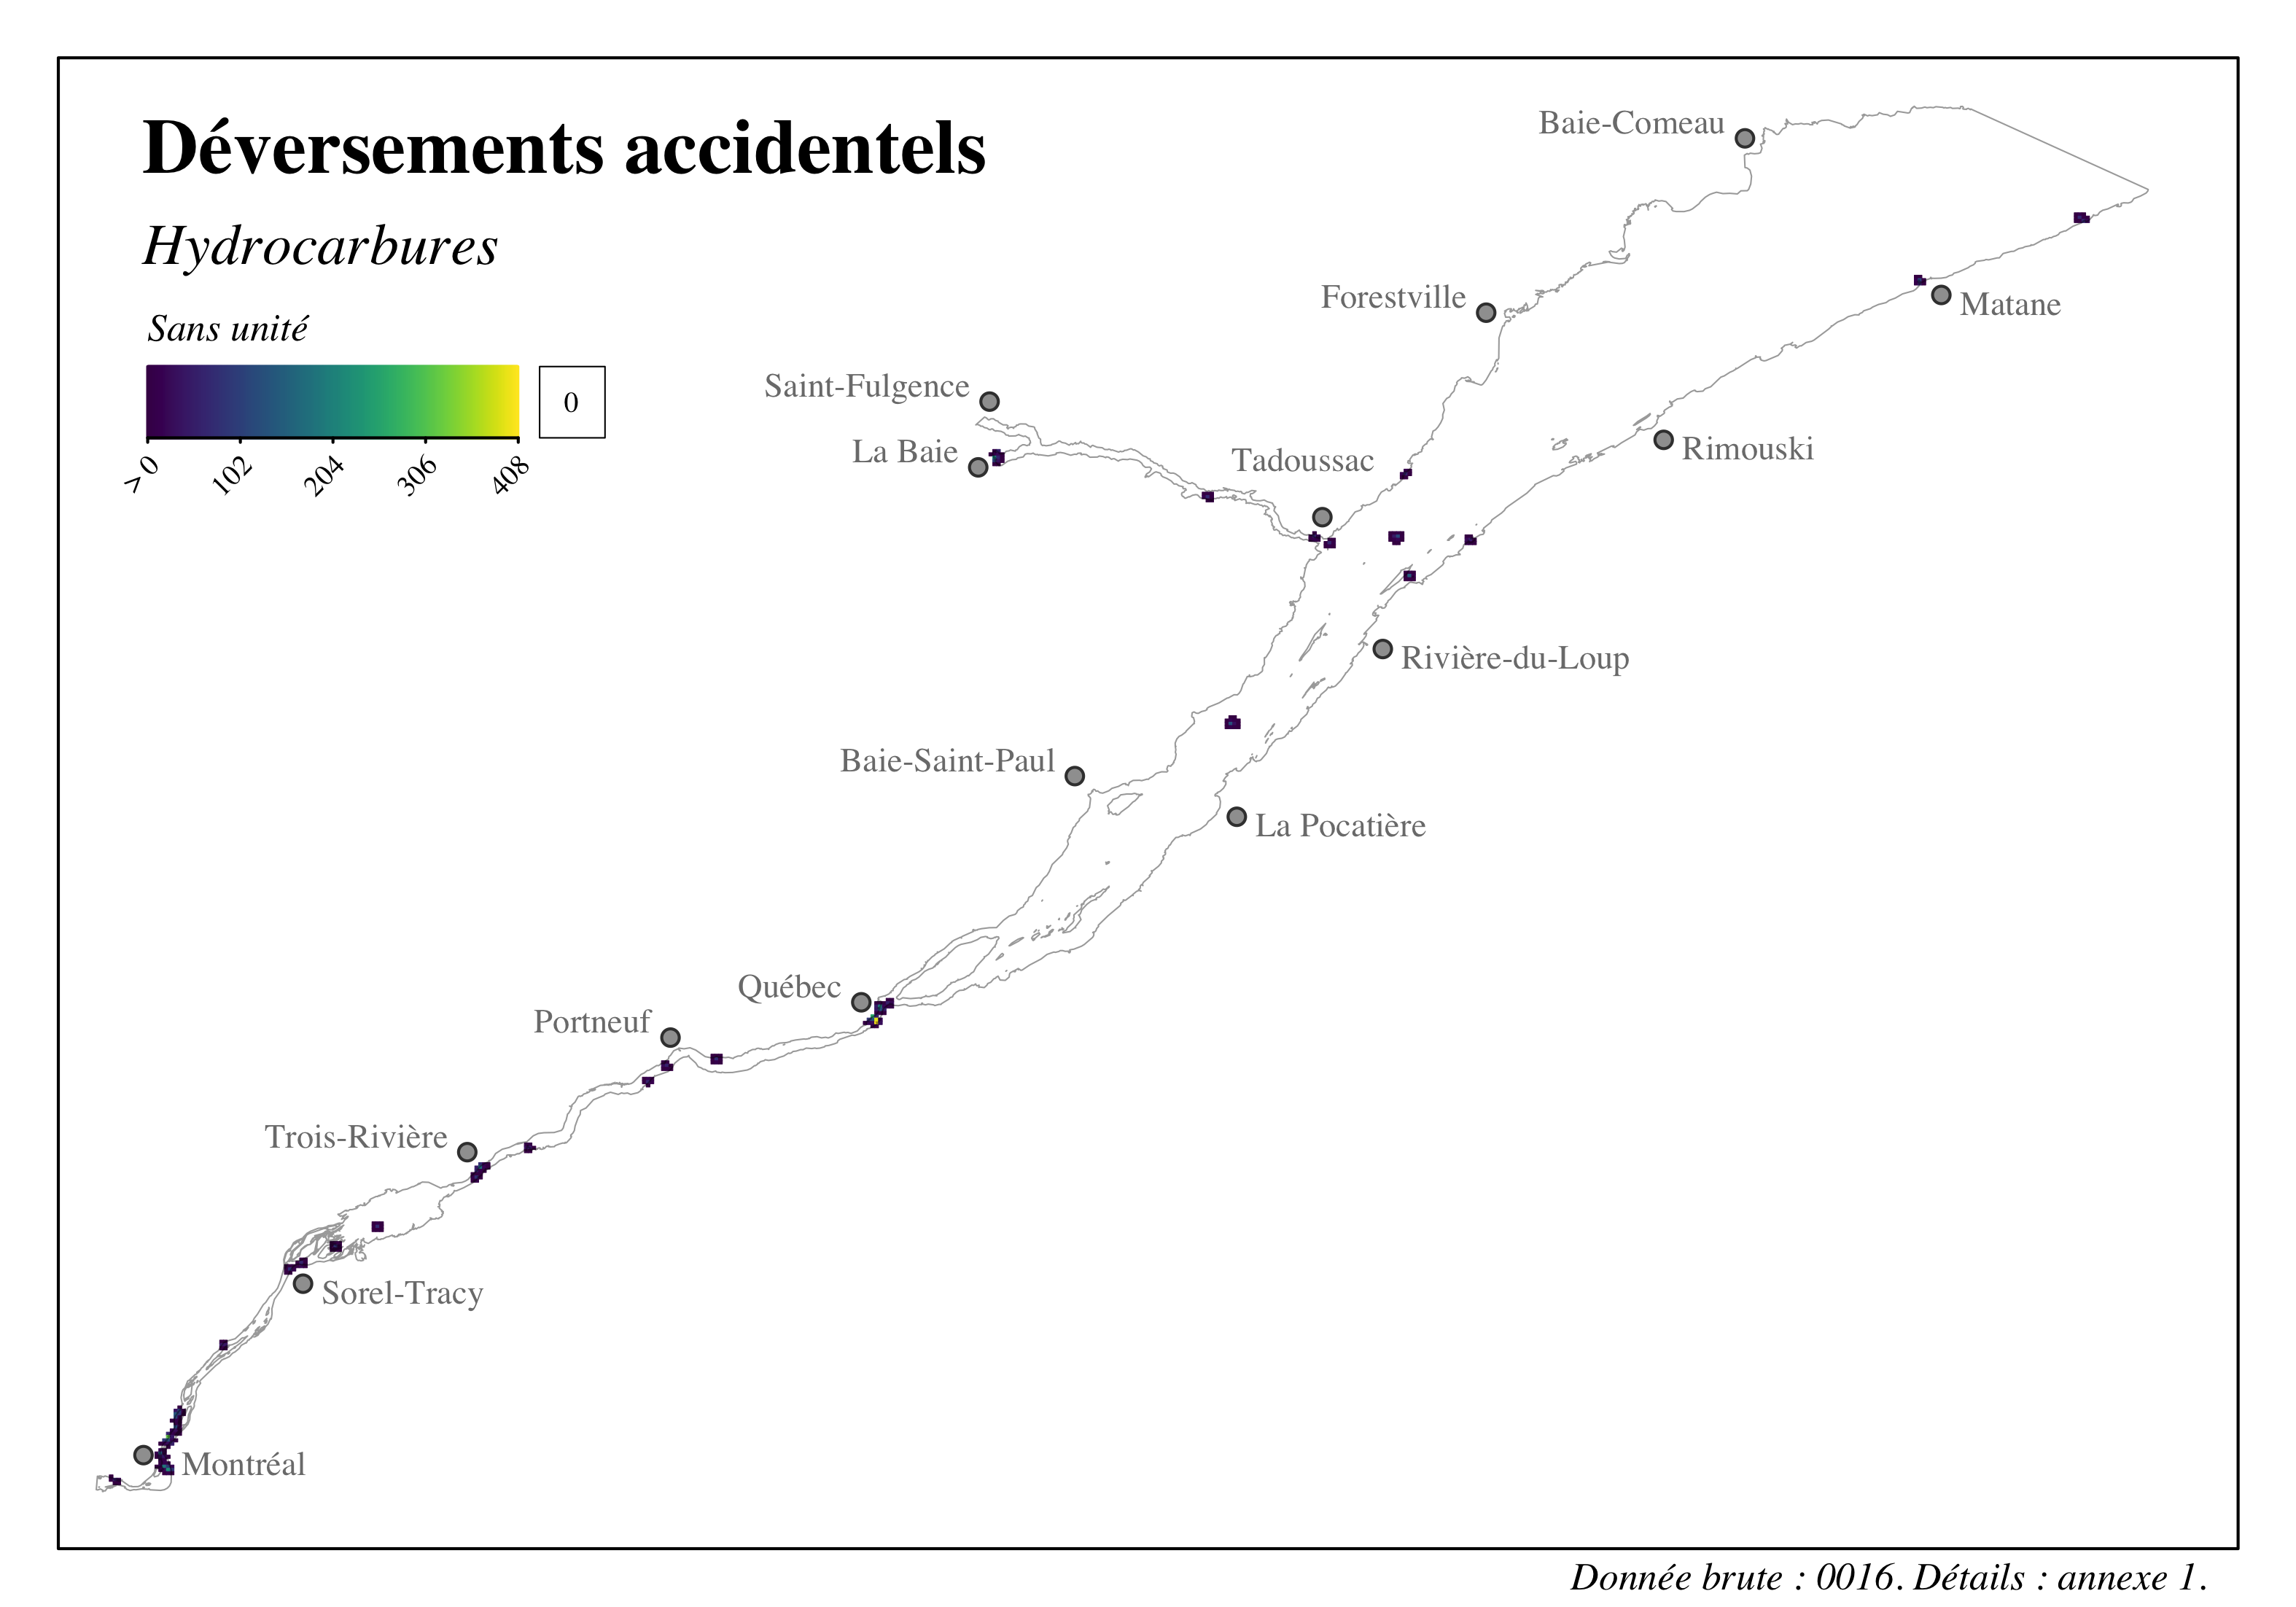 Déversements accidentels
Hydrocarbures
Sans unité
0
> 0
102
204
306
408
Baie-Comeau
Forestville
Matane
Saint-Fulgence
La Baie
Tadoussac
Rimouski
Rivière-du-Loup
Baie-Saint-Paul
La Pocatière
Québec
Portneuf
Trois-Rivière
Sorel-Tracy
Montréal
Donnée brute : 0016. Détails : annexe 1.